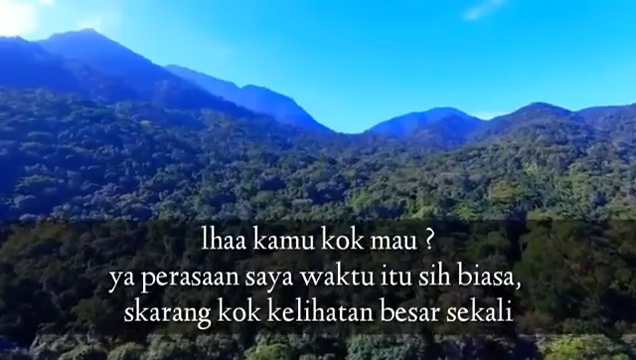 lhaa kamu kok mau ?
ya perasaan saya waktu itu sih biasa,
skarang kok kelihatan besar sekali